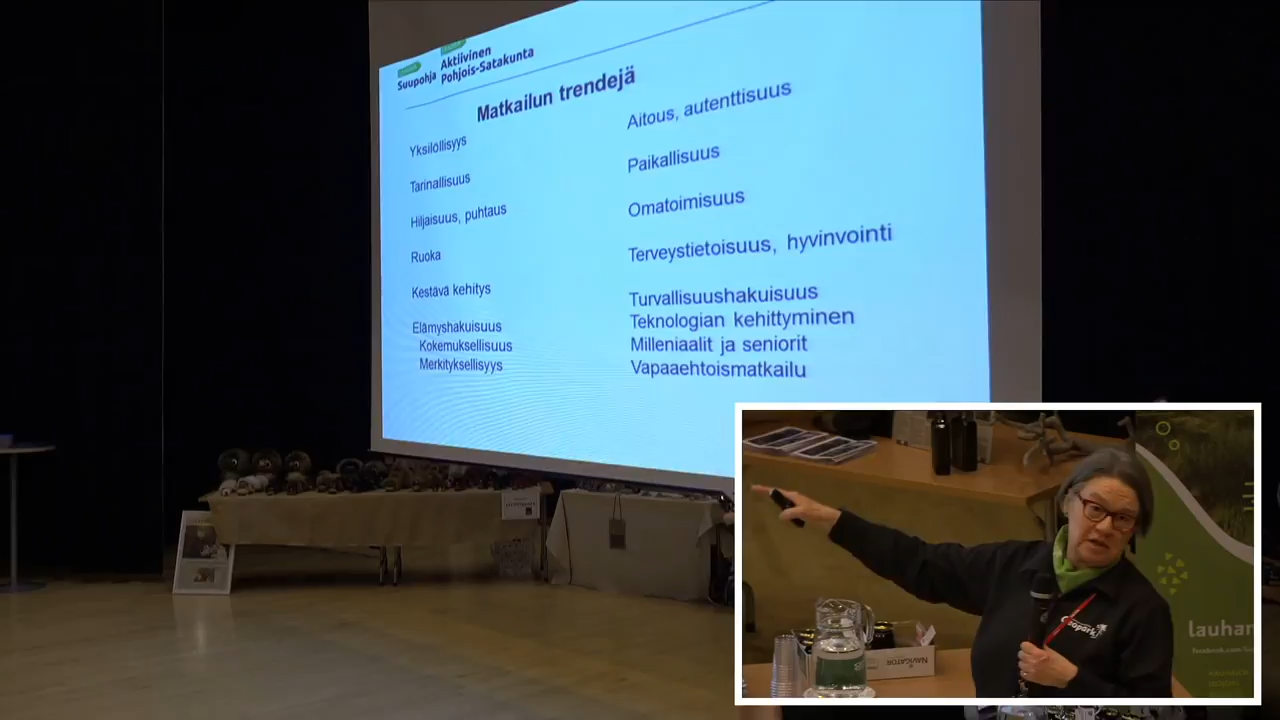 Suupohja
Aktiivinen
Pohjois-Satakunta
Matkailun trendejä
Yksilöllisyys
Tarinallisuus
Hiljaisuus, puhtaus
Ruoka
Kestävä kehitys
Elämyshakuisuus
Kokemuksellisuus
Merkityksellisyys
Aitous, autenttisuus
Paikallisuus
Omatoimisuus
Terveystietoisuus, hyvinvointi
Turvallisuushakuisuus
Teknologian kehittyminen
Milleniaalit ja seniorit
Vapaaehtoismatkailu
NAVIGATOR
lauhan